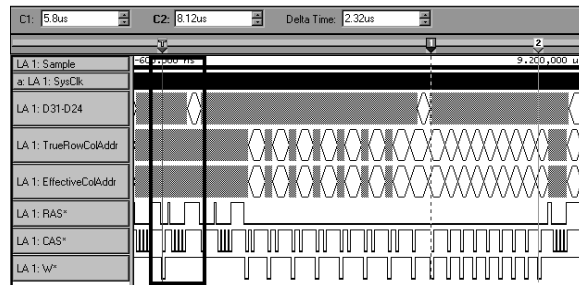 C1: 5.8us C2: 8.12us Delta Time: 2.32us
T 1 2
LA 1: Sample 9.200,000 u
a: LA 1: SysClk
LA 1: D31-D24
LA 1: TrueRowColAddr
LA 1: EffectiveColAddr
LA 1: RAS*
LA 1: CAS*
LA 1: W*